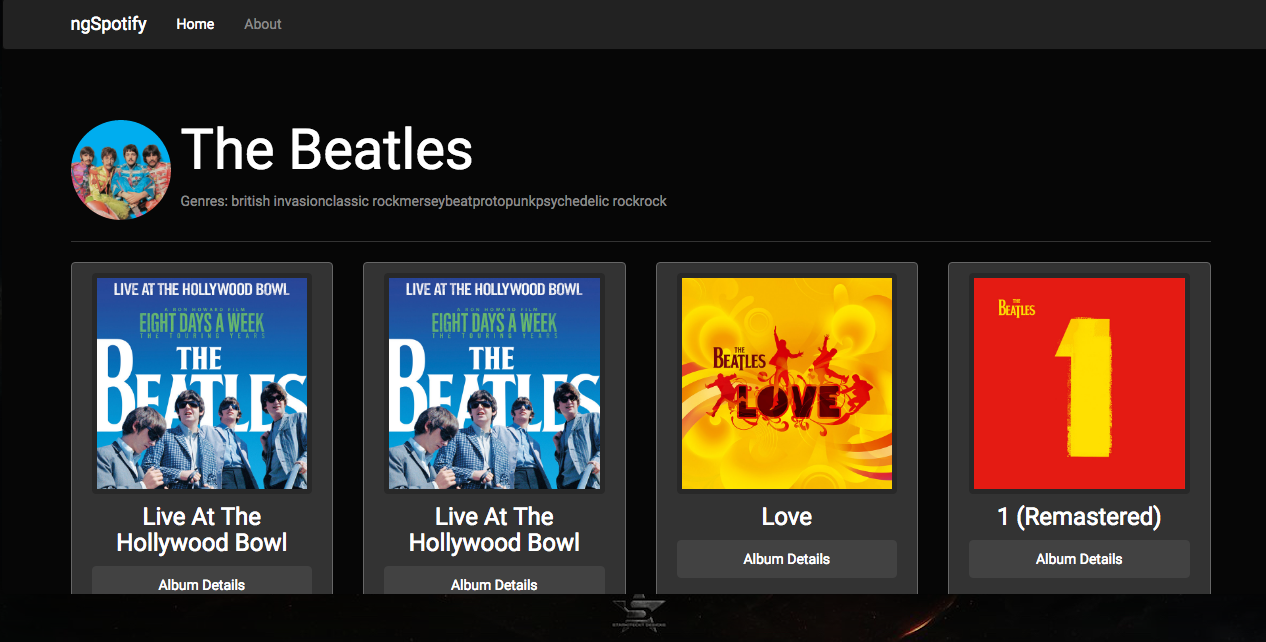 ngSpotify Home About
The Beatles
Genres: british invasionclassic rockmerseybeatprotopunkpsychedelic rockrock
LIVE AT THE HOLLYWOOD BOWL
A RON HOWARD FILM
EIGHT DAYS A WEEK
THE TOURING YEARS
THE
BEATLES
Live At The
Hollywood Bowl
Album Details
LIVE AT THE HOLLYWOOD BOWL
A RON HOWARD FILM
EIGHT DAYS A WEEK
THE TOURING YEARS
THE
BEATLES
Live At The
Hollywood Bowl
Album Details
THE
BEATLES
LOVE
Love
Album Details
THE
BEATLES
1
1 (Remastered)
Album Details